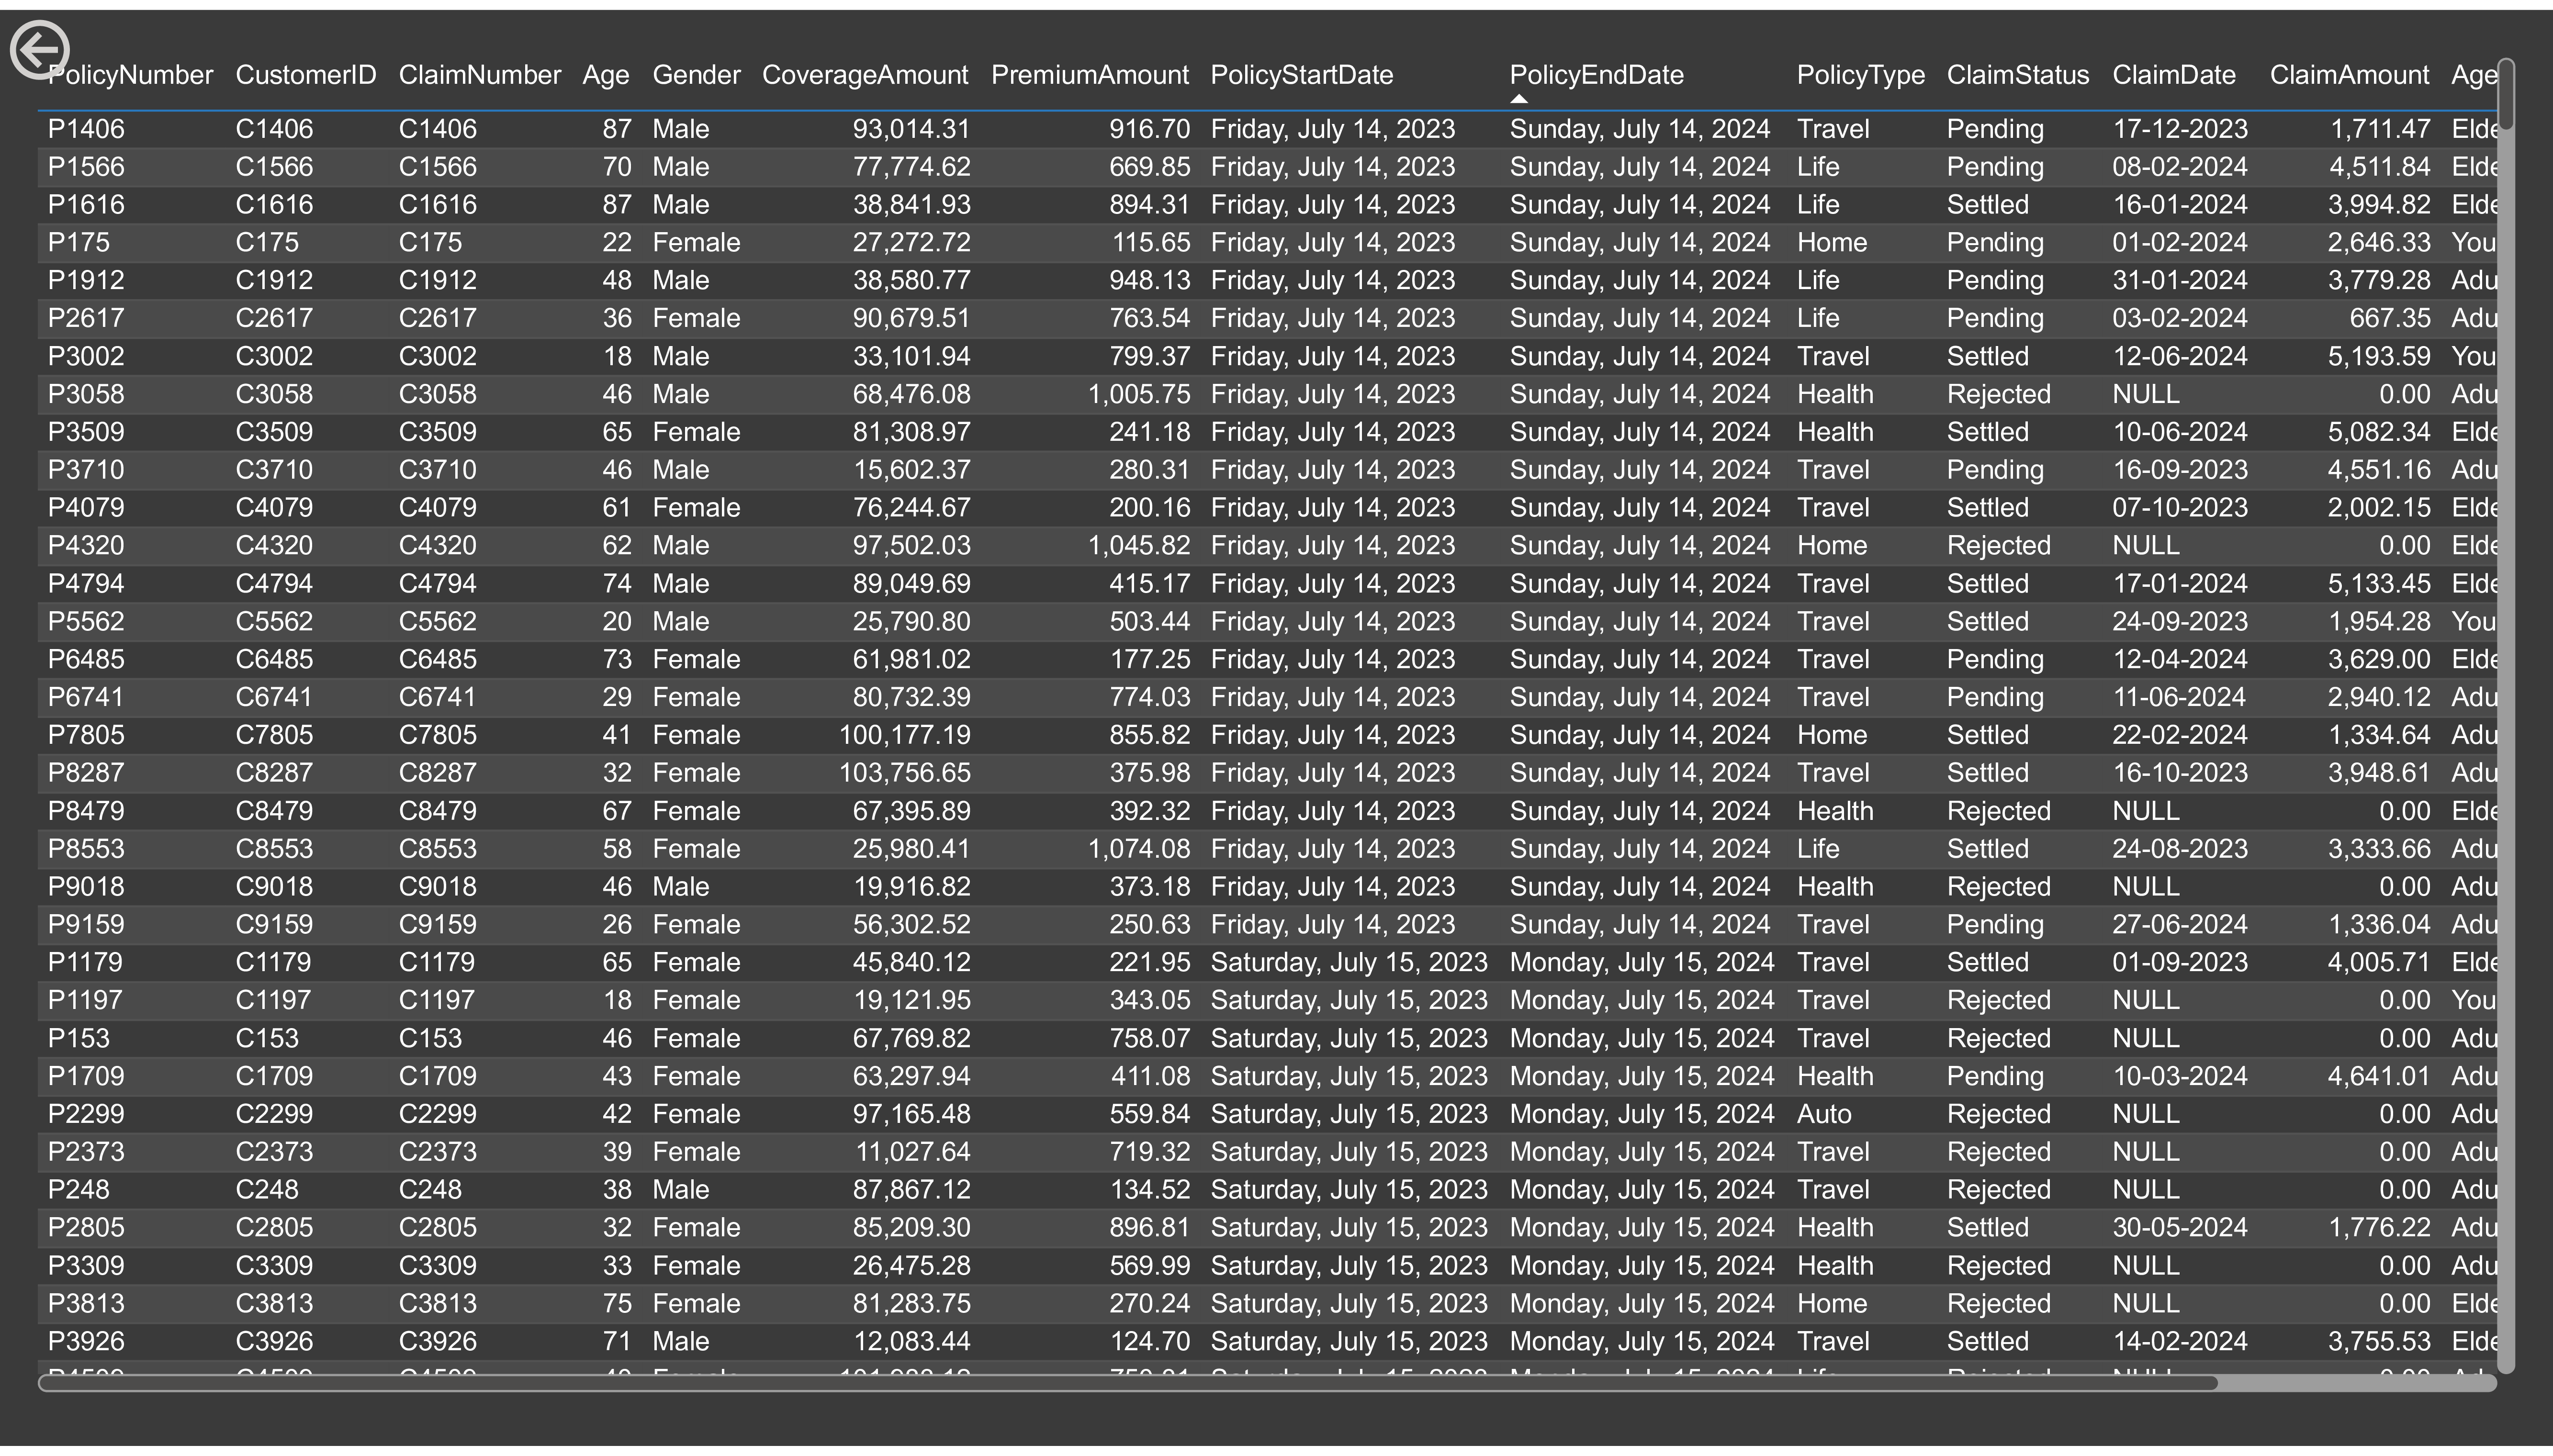 PolicyNumber CustomerID ClaimNumber Age Gender CoverageAmount PremiumAmount PolicyStartDate PolicyEndDate PolicyType ClaimStatus ClaimDate ClaimAmount Age
P1406 C1406 C1406 87 Male 93,014.31 916.70 Friday, July 14, 2023 Sunday, July 14, 2024 Travel Pending 17-12-2023 1,711.47 Elde
P1566 C1566 C1566 70 Male 77,774.62 669.85 Friday, July 14, 2023 Sunday, July 14, 2024 Life Pending 08-02-2024 4,511.84 Elde
P1616 C1616 C1616 87 Male 38,841.93 894.31 Friday, July 14, 2023 Sunday, July 14, 2024 Life Settled 16-01-2024 3,994.82 Elde
P175 C175 C175 22 Female 27,272.72 115.65 Friday, July 14, 2023 Sunday, July 14, 2024 Home Pending 01-02-2024 2,646.33 You
P1912 C1912 C1912 48 Male 38,580.77 948.13 Friday, July 14, 2023 Sunday, July 14, 2024 Life Pending 31-01-2024 3,779.28 Adu
P2617 C2617 C2617 36 Female 90,679.51 763.54 Friday, July 14, 2023 Sunday, July 14, 2024 Life Pending 03-02-2024 667.35 Adu
P3002 C3002 C3002 18 Male 33,101.94 799.37 Friday, July 14, 2023 Sunday, July 14, 2024 Travel Settled 12-06-2024 5,193.59 You
P3058 C3058 C3058 46 Male 68,476.08 1,005.75 Friday, July 14, 2023 Sunday, July 14, 2024 Health Rejected NULL 0.00 Adu
P3509 C3509 C3509 65 Female 81,308.97 241.18 Friday, July 14, 2023 Sunday, July 14, 2024 Health Settled 10-06-2024 5,082.34 Elde
P3710 C3710 C3710 46 Male 15,602.37 280.31 Friday, July 14, 2023 Sunday, July 14, 2024 Travel Pending 16-09-2023 4,551.16 Adu
P4079 C4079 C4079 61 Female 76,244.67 200.16 Friday, July 14, 2023 Sunday, July 14, 2024 Travel Settled 07-10-2023 2,002.15 Elde
P4320 C4320 C4320 62 Male 97,502.03 1,045.82 Friday, July 14, 2023 Sunday, July 14, 2024 Home Rejected NULL 0.00 Elde
P4794 C4794 C4794 74 Male 89,049.69 415.17 Friday, July 14, 2023 Sunday, July 14, 2024 Travel Settled 17-01-2024 5,133.45 Elde
P5562 C5562 C5562 20 Male 25,790.80 503.44 Friday, July 14, 2023 Sunday, July 14, 2024 Travel Settled 24-09-2023 1,954.28 You
P6485 C6485 C6485 73 Female 61,981.02 177.25 Friday, July 14, 2023 Sunday, July 14, 2024 Travel Pending 12-04-2024 3,629.00 Elde
P6741 C6741 C6741 29 Female 80,732.39 774.03 Friday, July 14, 2023 Sunday, July 14, 2024 Travel Pending 11-06-2024 2,940.12 Adu
P7805 C7805 C7805 41 Female 100,177.19 855.82 Friday, July 14, 2023 Sunday, July 14, 2024 Home Settled 22-02-2024 1,334.64 Adu
P8287 C8287 C8287 32 Female 103,756.65 375.98 Friday, July 14, 2023 Sunday, July 14, 2024 Travel Settled 16-10-2023 3,948.61 Adu
P8479 C8479 C8479 67 Female 67,395.89 392.32 Friday, July 14, 2023 Sunday, July 14, 2024 Health Rejected NULL 0.00 Elde
P8553 C8553 C8553 58 Female 25,980.41 1,074.08 Friday, July 14, 2023 Sunday, July 14, 2024 Life Settled 24-08-2023 3,333.66 Adu
P9018 C9018 C9018 46 Male 19,916.82 373.18 Friday, July 14, 2023 Sunday, July 14, 2024 Health Rejected NULL 0.00 Adu
P9159 C9159 C9159 26 Female 56,302.52 250.63 Friday, July 14, 2023 Sunday, July 14, 2024 Travel Pending 27-06-2024 1,336.04 Adu
P1179 C1179 C1179 65 Female 45,840.12 221.95 Saturday, July 15, 2023 Monday, July 15, 2024 Travel Settled 01-09-2023 4,005.71 Elde
P1197 C1197 C1197 18 Female 19,121.95 343.05 Saturday, July 15, 2023 Monday, July 15, 2024 Travel Rejected NULL 0.00 You
P153 C153 C153 46 Female 67,769.82 758.07 Saturday, July 15, 2023 Monday, July 15, 2024 Travel Rejected NULL 0.00 Adu
P1709 C1709 C1709 43 Female 63,297.94 411.08 Saturday, July 15, 2023 Monday, July 15, 2024 Health Pending 10-03-2024 4,641.01 Adu
P2299 C2299 C2299 42 Female 97,165.48 559.84 Saturday, July 15, 2023 Monday, July 15, 2024 Auto Rejected NULL 0.00 Adu
P2373 C2373 C2373 39 Female 11,027.64 719.32 Saturday, July 15, 2023 Monday, July 15, 2024 Travel Rejected NULL 0.00 Adu
P248 C248 C248 38 Male 87,867.12 134.52 Saturday, July 15, 2023 Monday, July 15, 2024 Travel Rejected NULL 0.00 Adu
P2805 C2805 C2805 32 Female 85,209.30 896.81 Saturday, July 15, 2023 Monday, July 15, 2024 Health Settled 30-05-2024 1,776.22 Adu
P3309 C3309 C3309 33 Female 26,475.28 569.99 Saturday, July 15, 2023 Monday, July 15, 2024 Health Rejected NULL 0.00 Adu
P3813 C3813 C3813 75 Female 81,283.75 270.24 Saturday, July 15, 2023 Monday, July 15, 2024 Home Rejected NULL 0.00 Elde
P3926 C3926 C3926 71 Male 12,083.44 124.70 Saturday, July 15, 2023 Monday, July 15, 2024 Travel Settled 14-02-2024 3,755.53 Elde